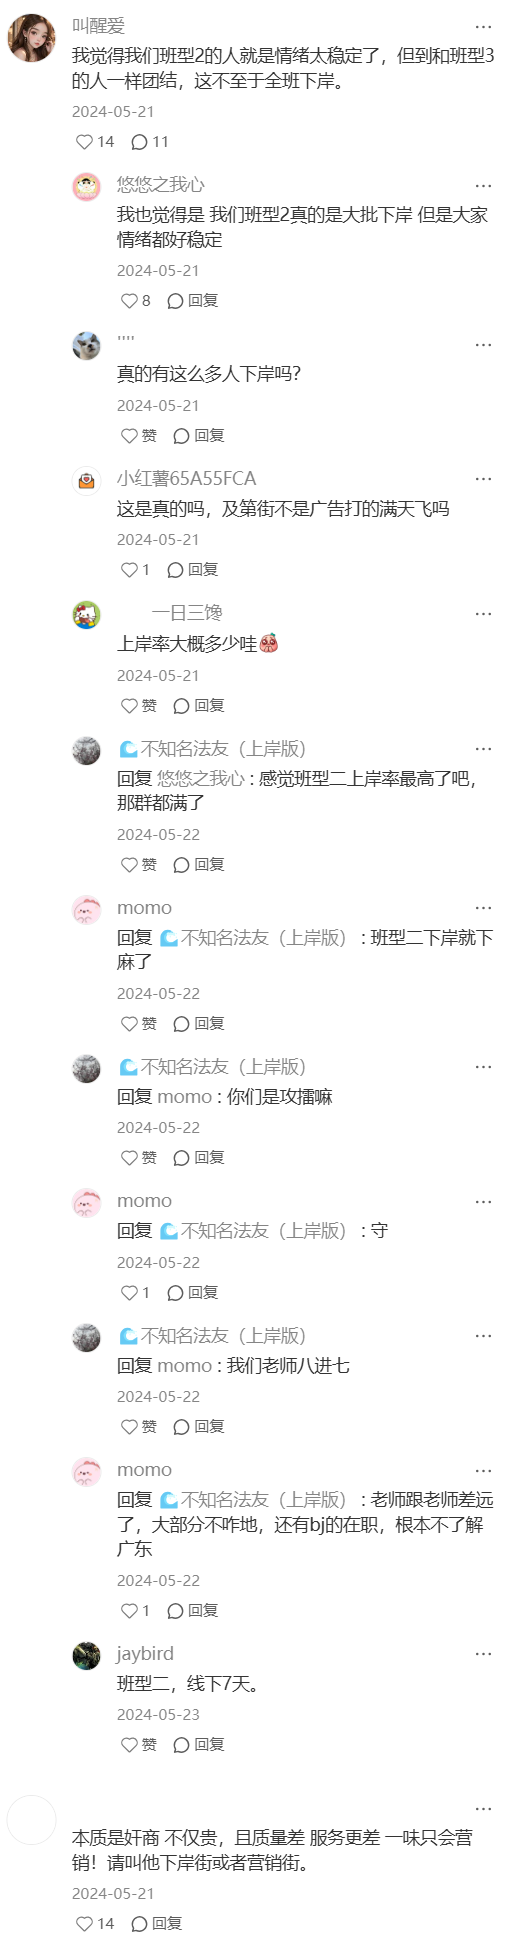 叫醒爱
我觉得我们班型2的人就是情绪太稳定了，但到和班型3
的人一样团结，这不至于全班下岸。
2024-05-21
14 11
悠悠之我心
我也觉得是 我们班型2真的是大批下岸 但是大家
情绪都好稳定
2024-05-21
8 回复
''''
真的有这么多人下岸吗?
2024-05-21
赞 回复
小红薯65A55FCA
这是真的吗，及第街不是广告打的满天飞吗
2024-05-21
1 回复
一日三馋
上岸率大概多少哇
2024-05-21
赞 回复
不知名法友（上岸版）
回复 悠悠之我心 : 感觉班型二上岸率最高了吧，
那群都满了
2024-05-22
赞 回复
momo
回复 不知名法友（上岸版） : 班型二下岸就下
麻了
2024-05-22
赞 回复
不知名法友（上岸版）
回复 momo : 你们是攻擂嘛
2024-05-22
赞 回复
momo
回复 不知名法友（上岸版） : 守
2024-05-22
1 回复
不知名法友（上岸版）
回复 momo : 我们老师八进七
2024-05-22
赞 回复
momo
回复 不知名法友（上岸版） : 老师跟老师差远
了，大部分不咋地，还有bj的在职，根本不了解
广东
2024-05-22
1 回复
jaybird
班型二，线下7天。
2024-05-23
赞 回复
本质是奸商 不仅贵，且质量差 服务更差 一味只会营
销！请叫他下岸街或者营销街。
2024-05-21
14 回复